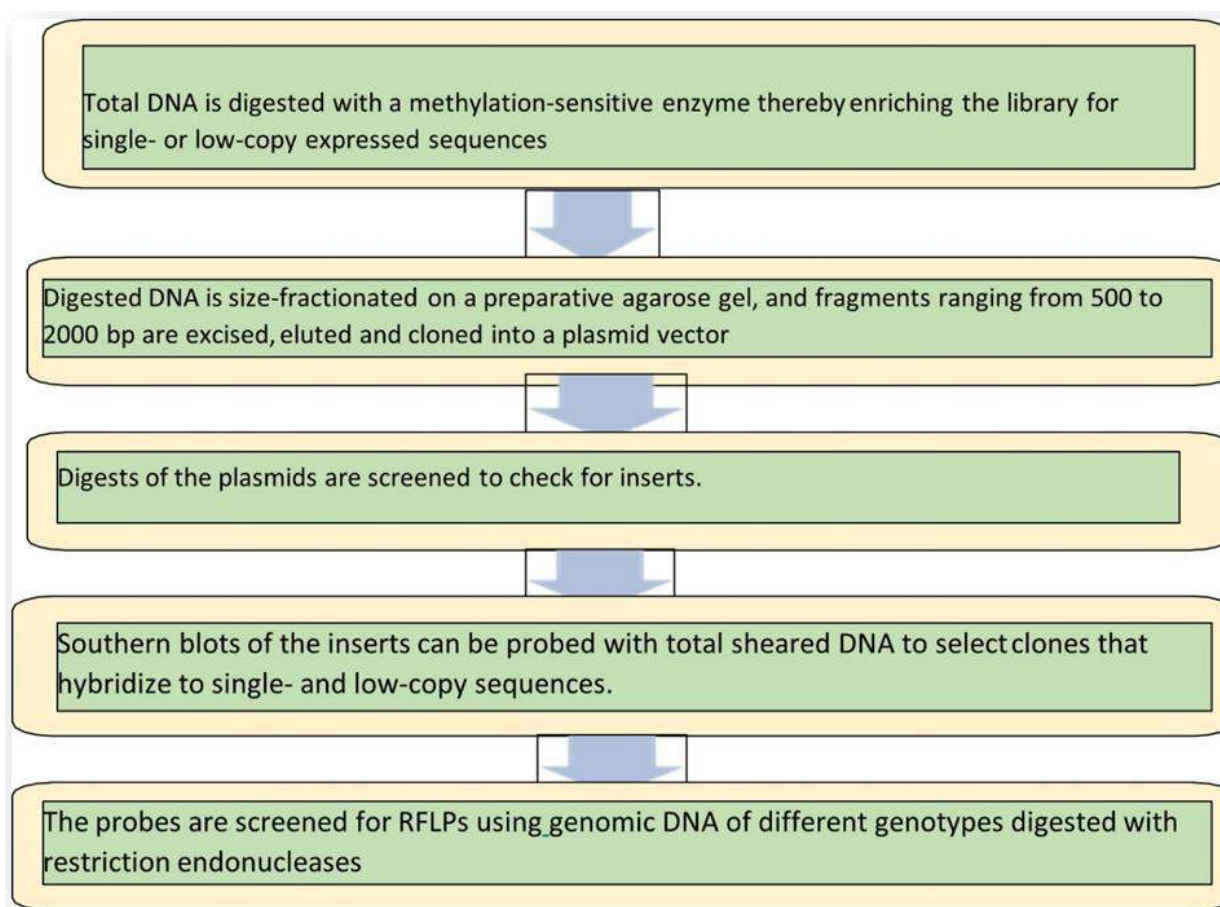 Total DNA is digested with a methylation-sensitive enzyme thereby enriching the library for
single- or low-copy expressed sequences
Digested DNA is size-fractionated on a preparative agarose gel, and fragments ranging from 500 to
2000 bp are excised, eluted and cloned into a plasmid vector
Digests of the plasmids are screened to check for inserts.
Southern blots of the inserts can be probed with total sheared DNA to select clones that
hybridize to single- and low-copy sequences.
The probes are screened for RFLPs using genomic DNA of different genotypes digested with
restriction endonucleases